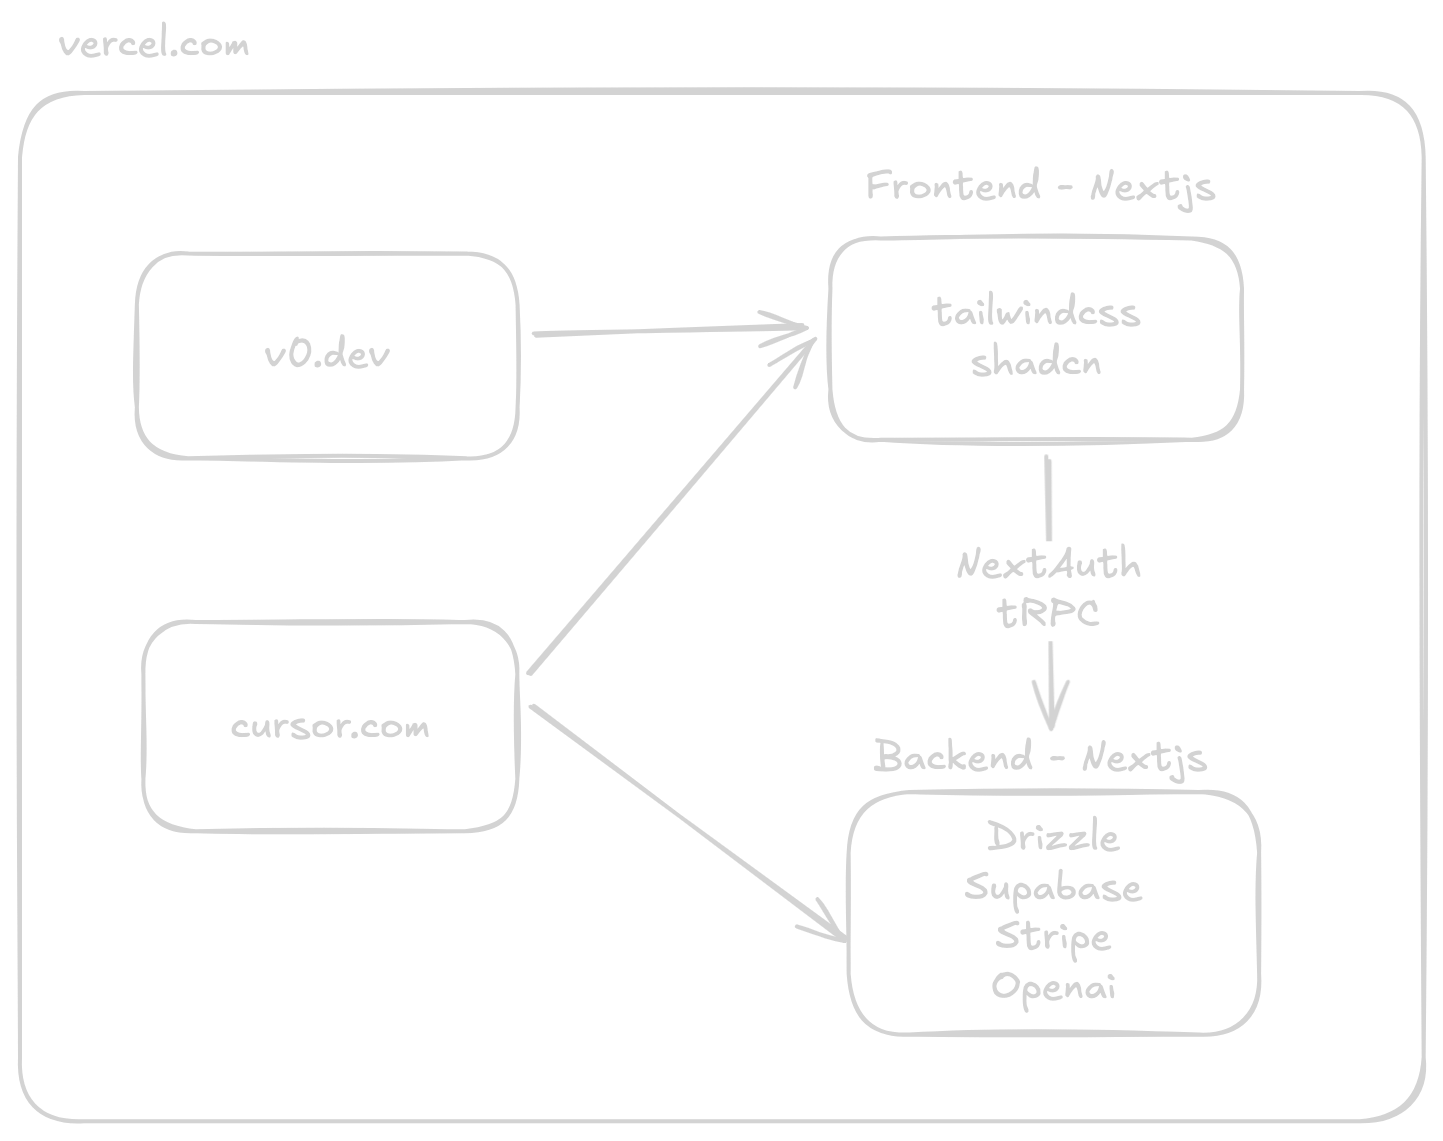 vercel.com
Frontend - Nextjs
tailwindcss
shadcn
v0.dev
NextAuth
tRPC
cursor.com
Backend - Nextjs
Drizzle
Supabase
Stripe
Openai